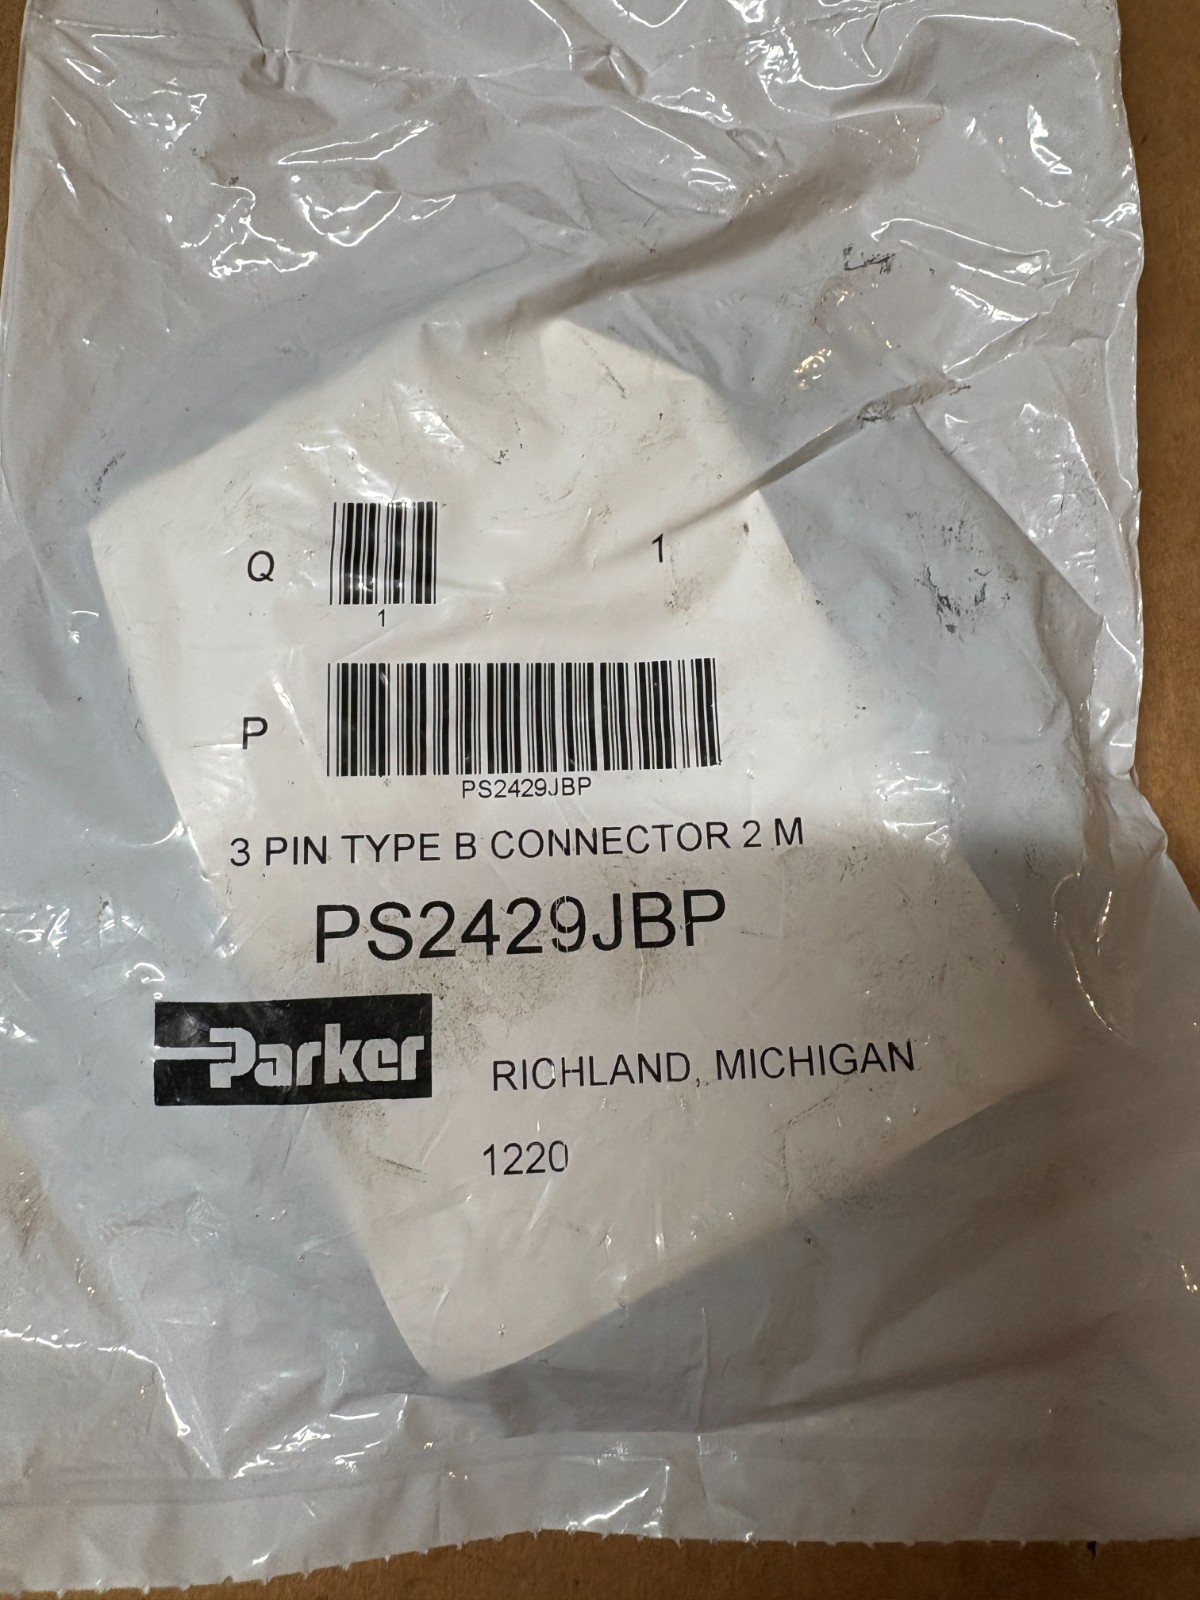 Q
1
1
P
PS2429JBP
3 PIN TYPE B CONNECTOR 2 M
PS2429JBP
Parker
RICHLAND, MICHIGAN
1220